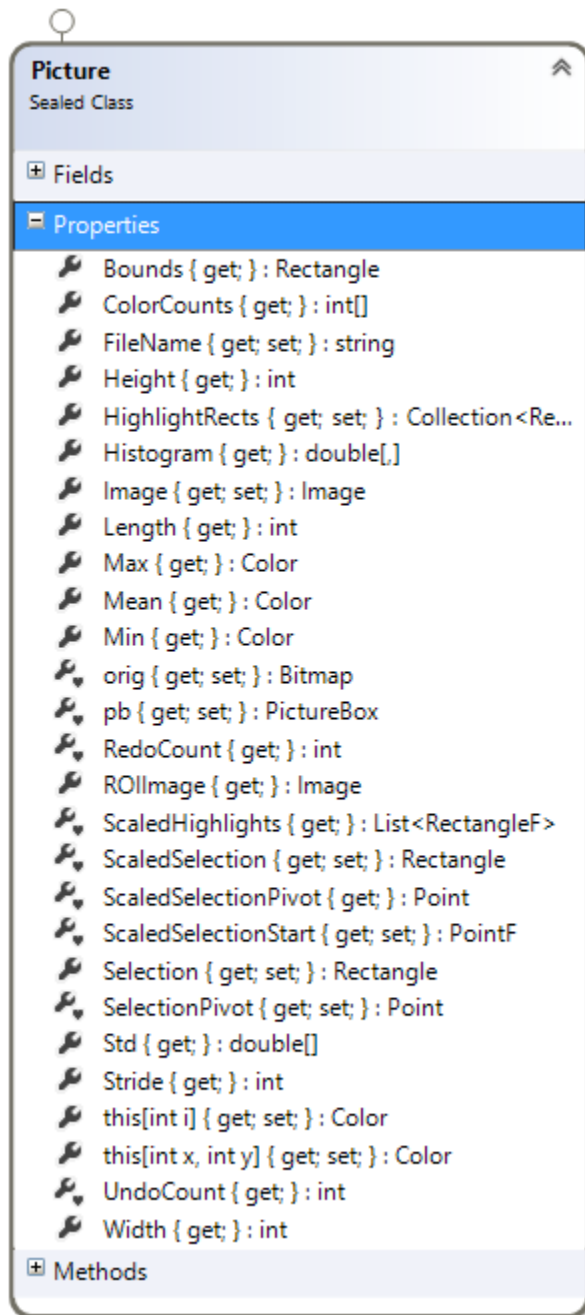 Picture
Sealed Class
Fields
Properties
Bounds { get; } : Rectangle
ColorCounts { get; } : int[]
FileName { get; set; } : string
Height { get; } : int
HighlightRects { get; set; } : Collection<Re...
Histogram { get; } : double[,]
Image { get; set; } : Image
Length { get; } : int
Max { get; } : Color
Mean { get; } : Color
Min { get; } : Color
orig { get; set; } : Bitmap
pb { get; set; } : PictureBox
RedoCount { get; } : int
ROIImage { get; } : Image
ScaledHighlights { get; } : List<RectangleF>
ScaledSelection { get; set; } : Rectangle
ScaledSelectionPivot { get; } : Point
ScaledSelectionStart { get; set; } : PointF
Selection { get; set; } : Rectangle
SelectionPivot { get; set; } : Point
Std { get; } : double[]
Stride { get; } : int
this[int i] { get; set; } : Color
this[int x, int y] { get; set; } : Color
UndoCount { get; } : int
Width { get; } : int
Methods